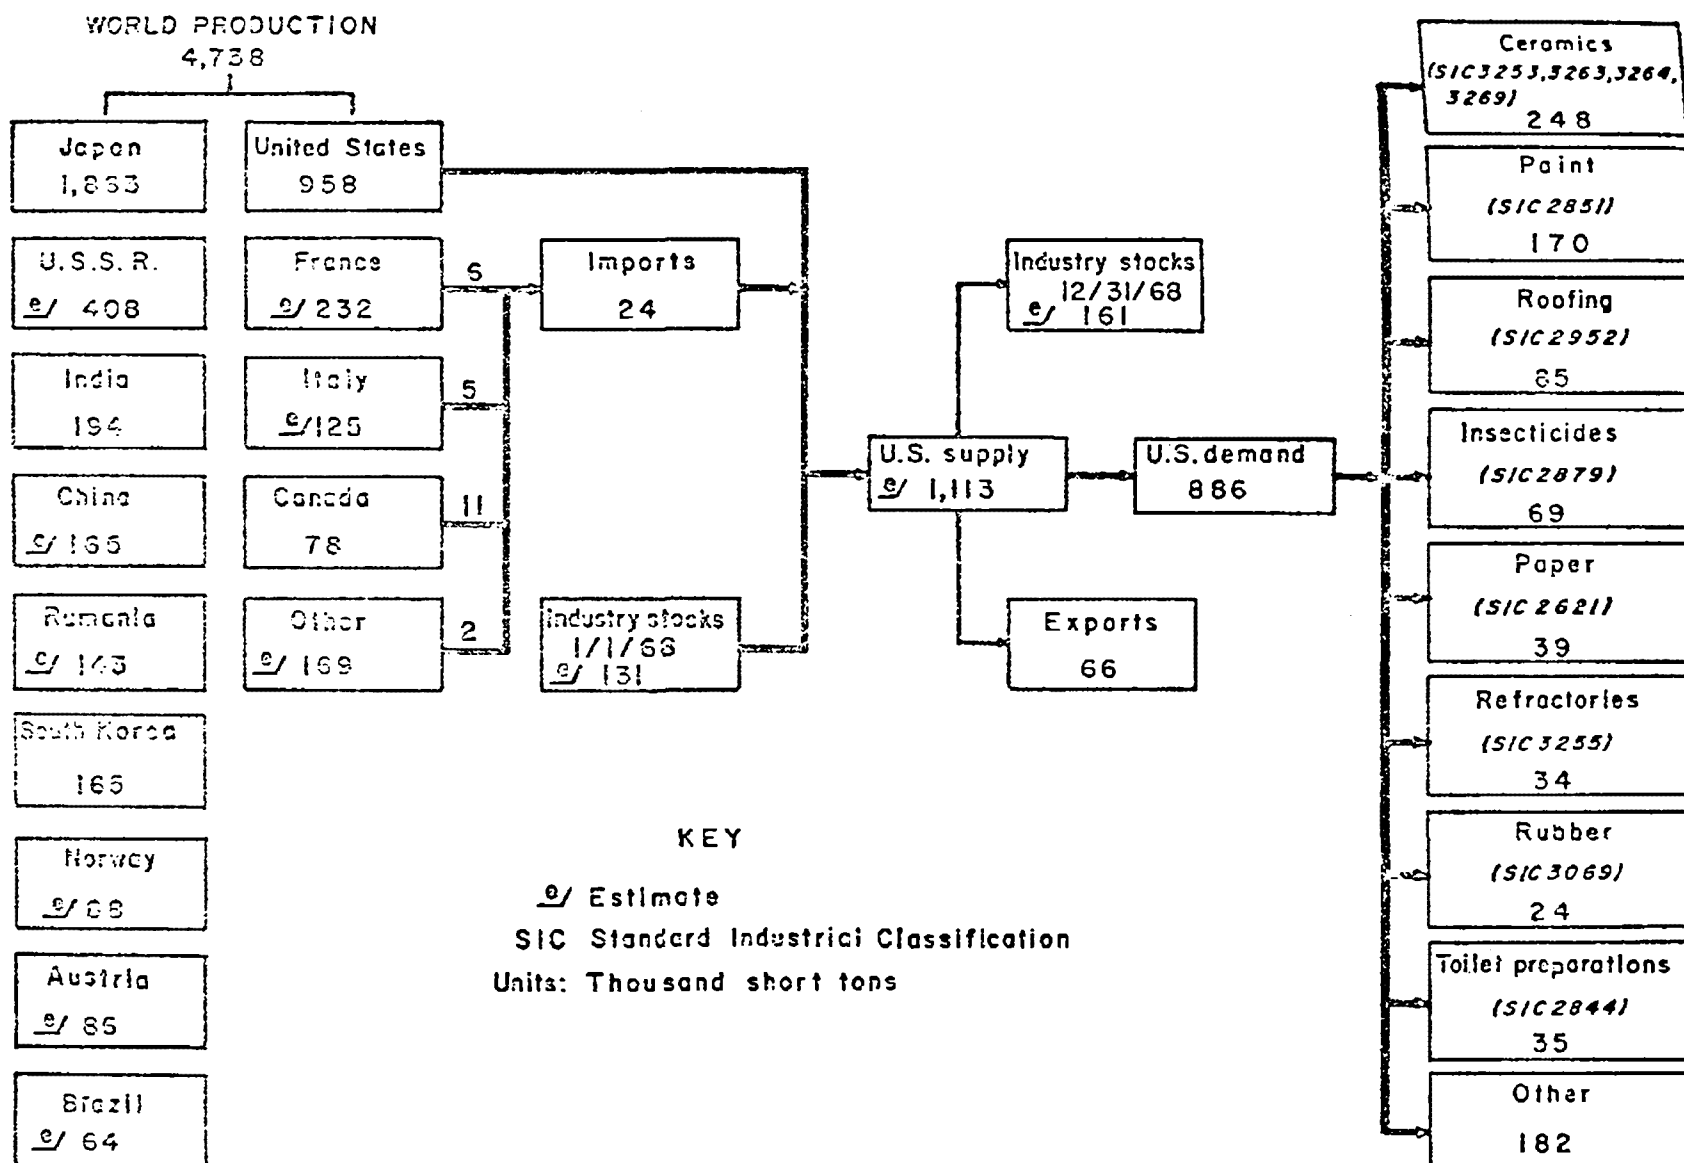 WORLD PRODUCTION
4,738
Japan
1,863
U.S.S.R.
e/ 408
India
194
China
e/ 165
Rumania
e/ 143
South Korea
165
Norway
e/ 88
Austria
e/ 86
Brazil
e/ 64
United States
958
France
e/ 232
Italy
e/ 125
Canada
78
Other
e/ 169
6
5
11
2
Imports
24
Industry stocks
1/1/68
e/ 131
U.S. supply
e/ 1,113
Industry stocks
12/31/68
e/ 161
Exports
66
U.S. demand
886
Ceramics
(SIC 3253, 3263, 3264,
3269)
248
Paint
(SIC 2851)
170
Roofing
(SIC 2952)
85
Insecticides
(SIC 2879)
69
Paper
(SIC 2621)
39
Refractories
(SIC 3255)
34
Rubber
(SIC 3069)
24
Toilet preparations
(SIC 2844)
35
Other
182
KEY
e/ Estimate
SIC Standard Industrial Classification
Units: Thousand short tons